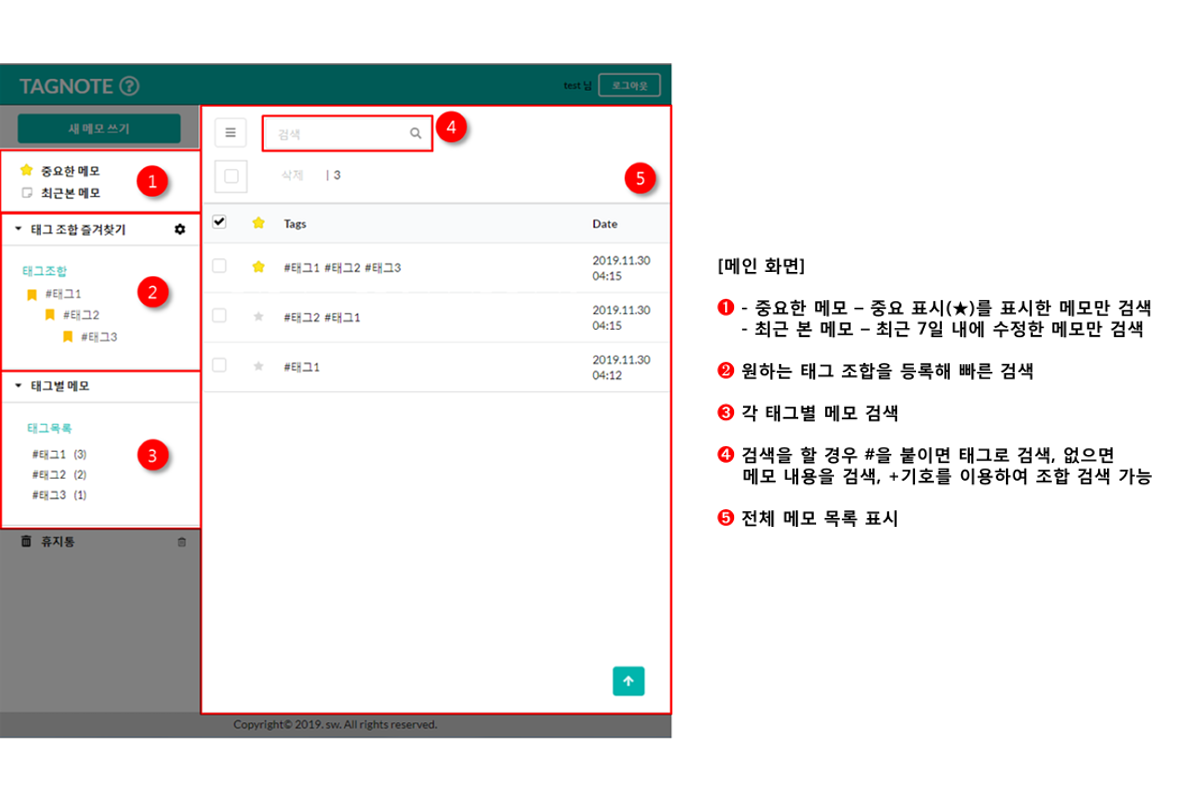 TAGNOTE ?
test 님 로그아웃
새 메모 쓰기
중요한 메모
최근본 메모
1
태그 조합 즐겨찾기
태그조합
#태그1
#태그2
#태그3
2
태그별 메모
태그목록
#태그1 (3)
#태그2 (2)
#태그3 (1)
3
휴지통
검색
4
삭제 | 3
5
Tags Date
#태그1 #태그2 #태그3 2019.11.30
04:15
#태그2 #태그1 2019.11.30
04:15
#태그1 2019.11.30
04:12
Copyright© 2019. sw. All rights reserved.
[메인 화면]
❶ - 중요한 메모 – 중요 표시(★)를 표시한 메모만 검색
- 최근 본 메모 – 최근 7일 내에 수정한 메모만 검색
❷ 원하는 태그 조합을 등록해 빠른 검색
❸ 각 태그별 메모 검색
❹ 검색을 할 경우 #을 붙이면 태그로 검색, 없으면
메모 내용을 검색, +기호를 이용하여 조합 검색 가능
❺ 전체 메모 목록 표시